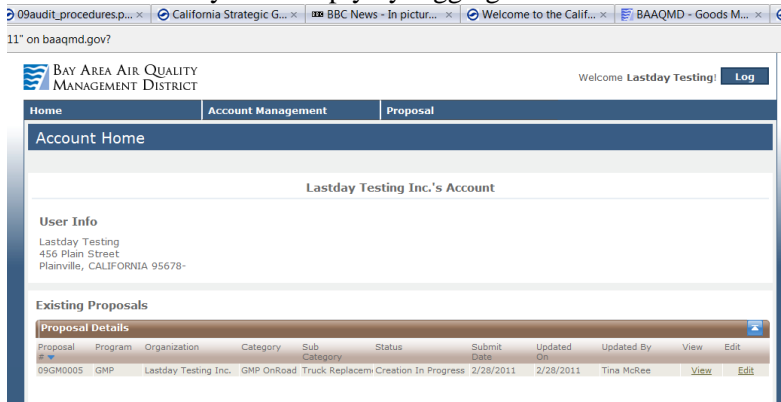 09audit_procedures.p... × California Strategic G... × BBC News - In pictur... × Welcome to the Calif... × BAAQMD - Goods M... ×
11" on baaqmd.gov?
BAY AREA AIR QUALITY
MANAGEMENT DISTRICT
Welcome Lastday Testing! Log
Home Account Management Proposal
Account Home
Lastday Testing Inc.'s Account
User Info
Lastday Testing
456 Plain Street
Plainville, CALIFORNIA 95678-
Existing Proposals
Proposal Details
Proposal # Program Organization Category Sub Category Status Submit Date Updated On Updated By View Edit
09GM0005 GMP Lastday Testing Inc. GMP OnRoad Truck Replacem Creation In Progress 2/28/2011 2/28/2011 Tina McRee View Edit